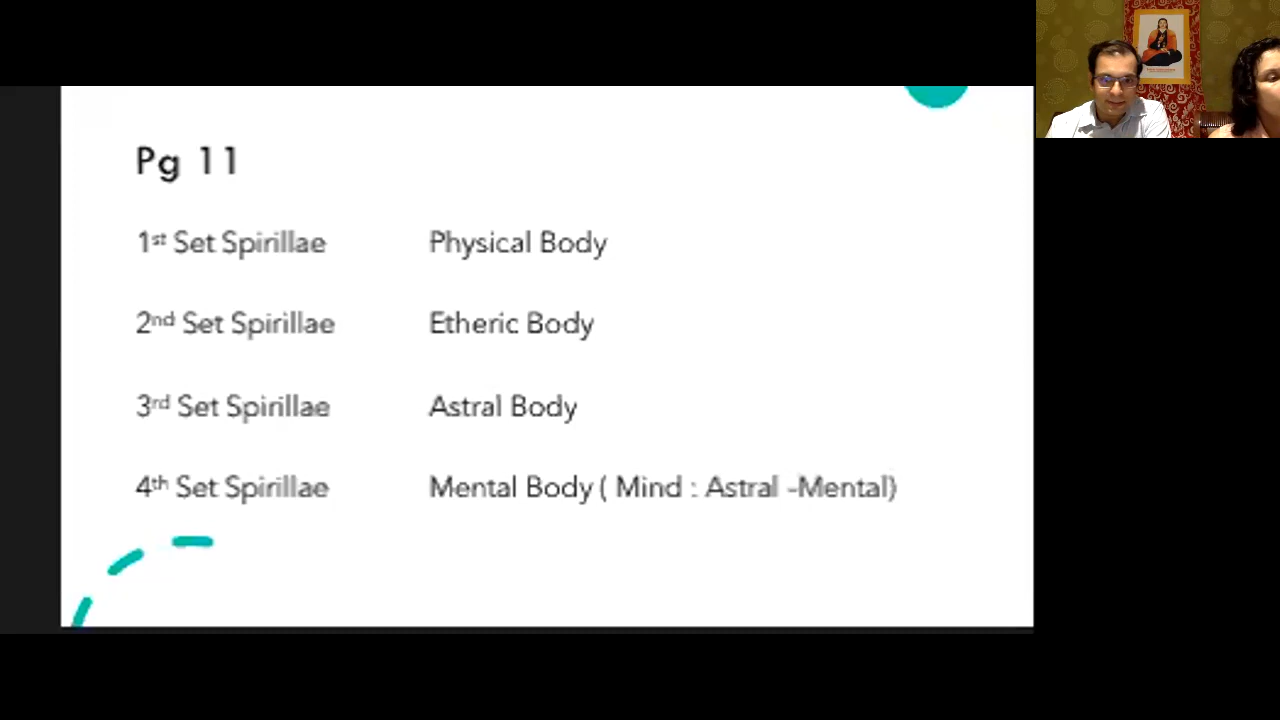 Pg 11
1st Set Spirillae Physical Body
2nd Set Spirillae Etheric Body
3rd Set Spirillae Astral Body
4th Set Spirillae Mental Body ( Mind : Astral -Mental)